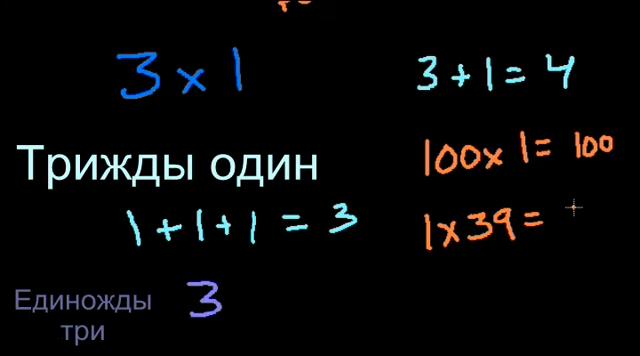 3 x 1
Трижды один
1 + 1 + 1 = 3
Единожды
три
3
3 + 1 = 4
100 x 1 = 100
1 x 39 =